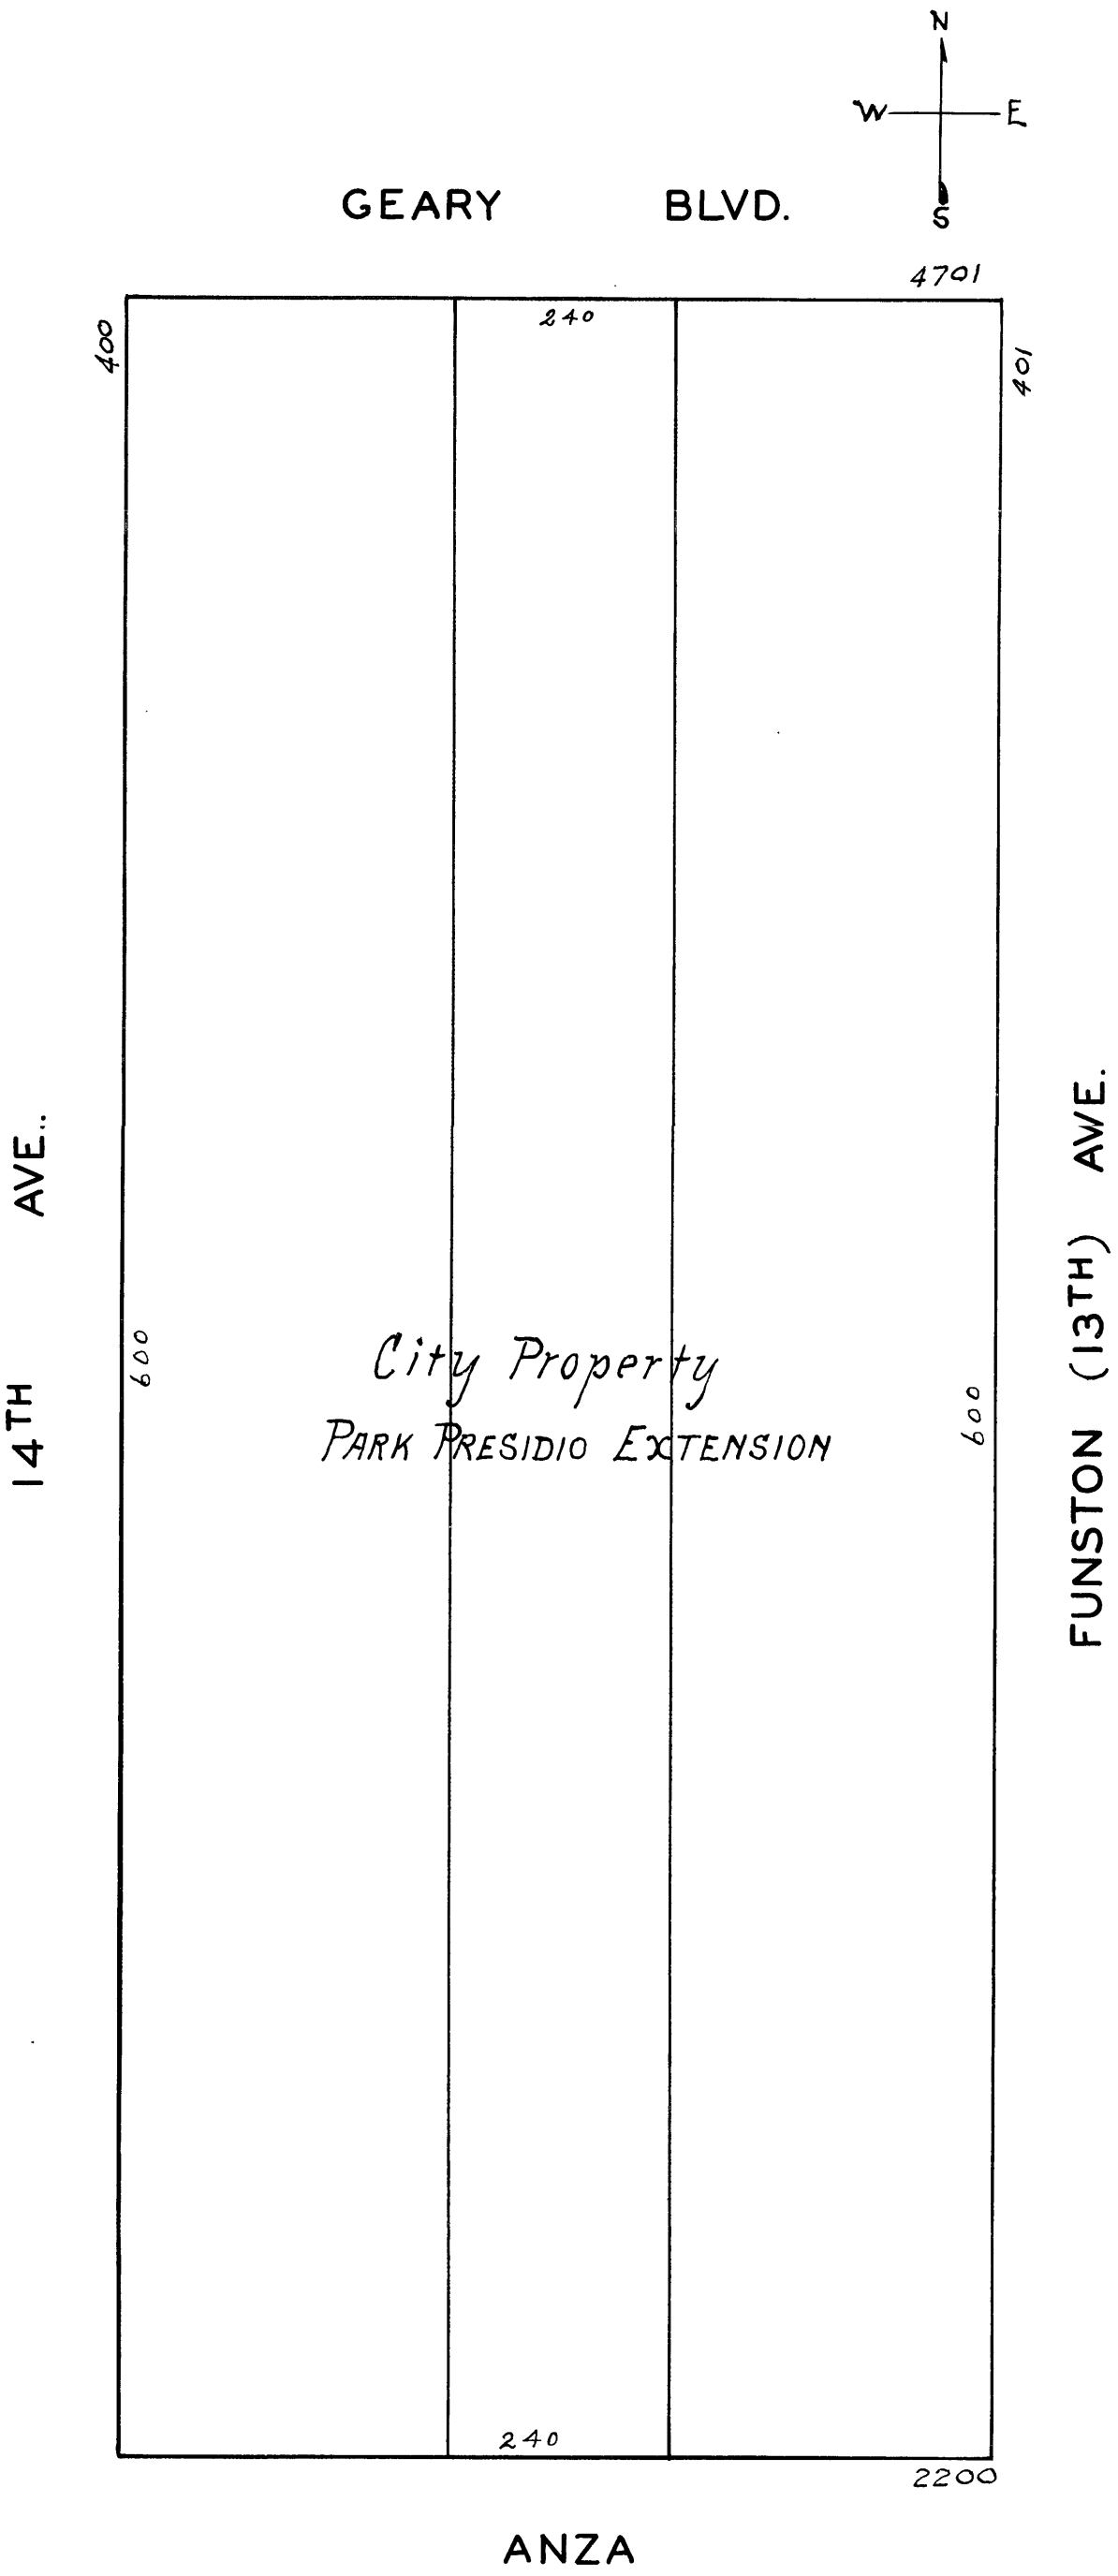 N
W E
S
GEARY BLVD.
4701
240
400
401
14TH AVE..
600
City Property
PARK PRESIDIO EXTENSION
600
FUNSTON (13TH) AWE.
240
2200
ANZA